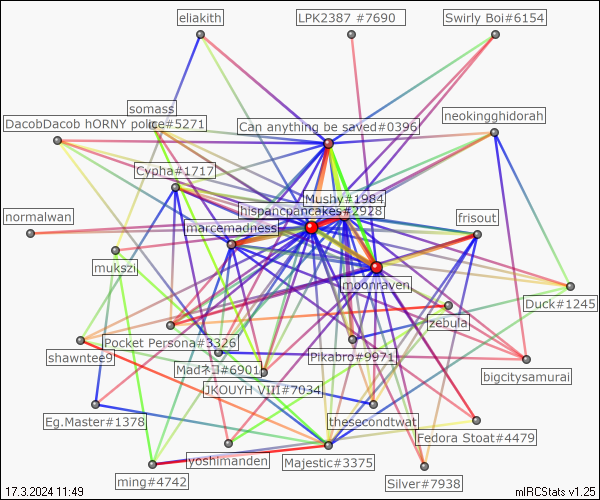 eliakith
LPK2387 #7690
Swirly Boi#6154
somass
neokingghidorah
DacobDacob hORNY police#5271
Can anything be saved#0396
Cypha#1717
Mushy#1984
hispancpancakes#2928
normalwan
marcemadness
frisout
mukszi
moonraven
Duck#1245
zebula
Pocket Persona#3326
shawntee9
Madネコ#6901
Pikabro#9971
bigcitysamurai
JKOUYH VIII#7034
Eg.Master#1378
thesecondtwat
Fedora Stoat#4479
yoshimanden
Majestic#3375
ming#4742
Silver#7938
17.3.2024 11:49
mIRCStats v1.25